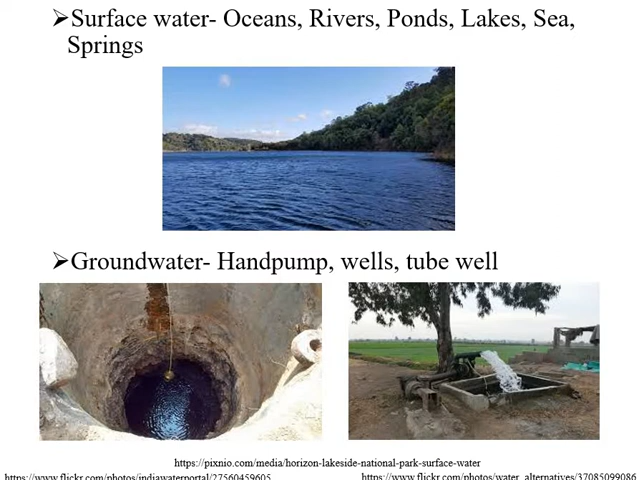 ➢Surface water- Oceans, Rivers, Ponds, Lakes, Sea,
Springs
➢Groundwater- Handpump, wells, tube well
https://pixnio.com/media/horizon-lakeside-national-park-surface-water
https://www.flickr.com/photos/indiawaterportal/27560459605
https://www.flickr.com/photos/water_alternatives/37085099086